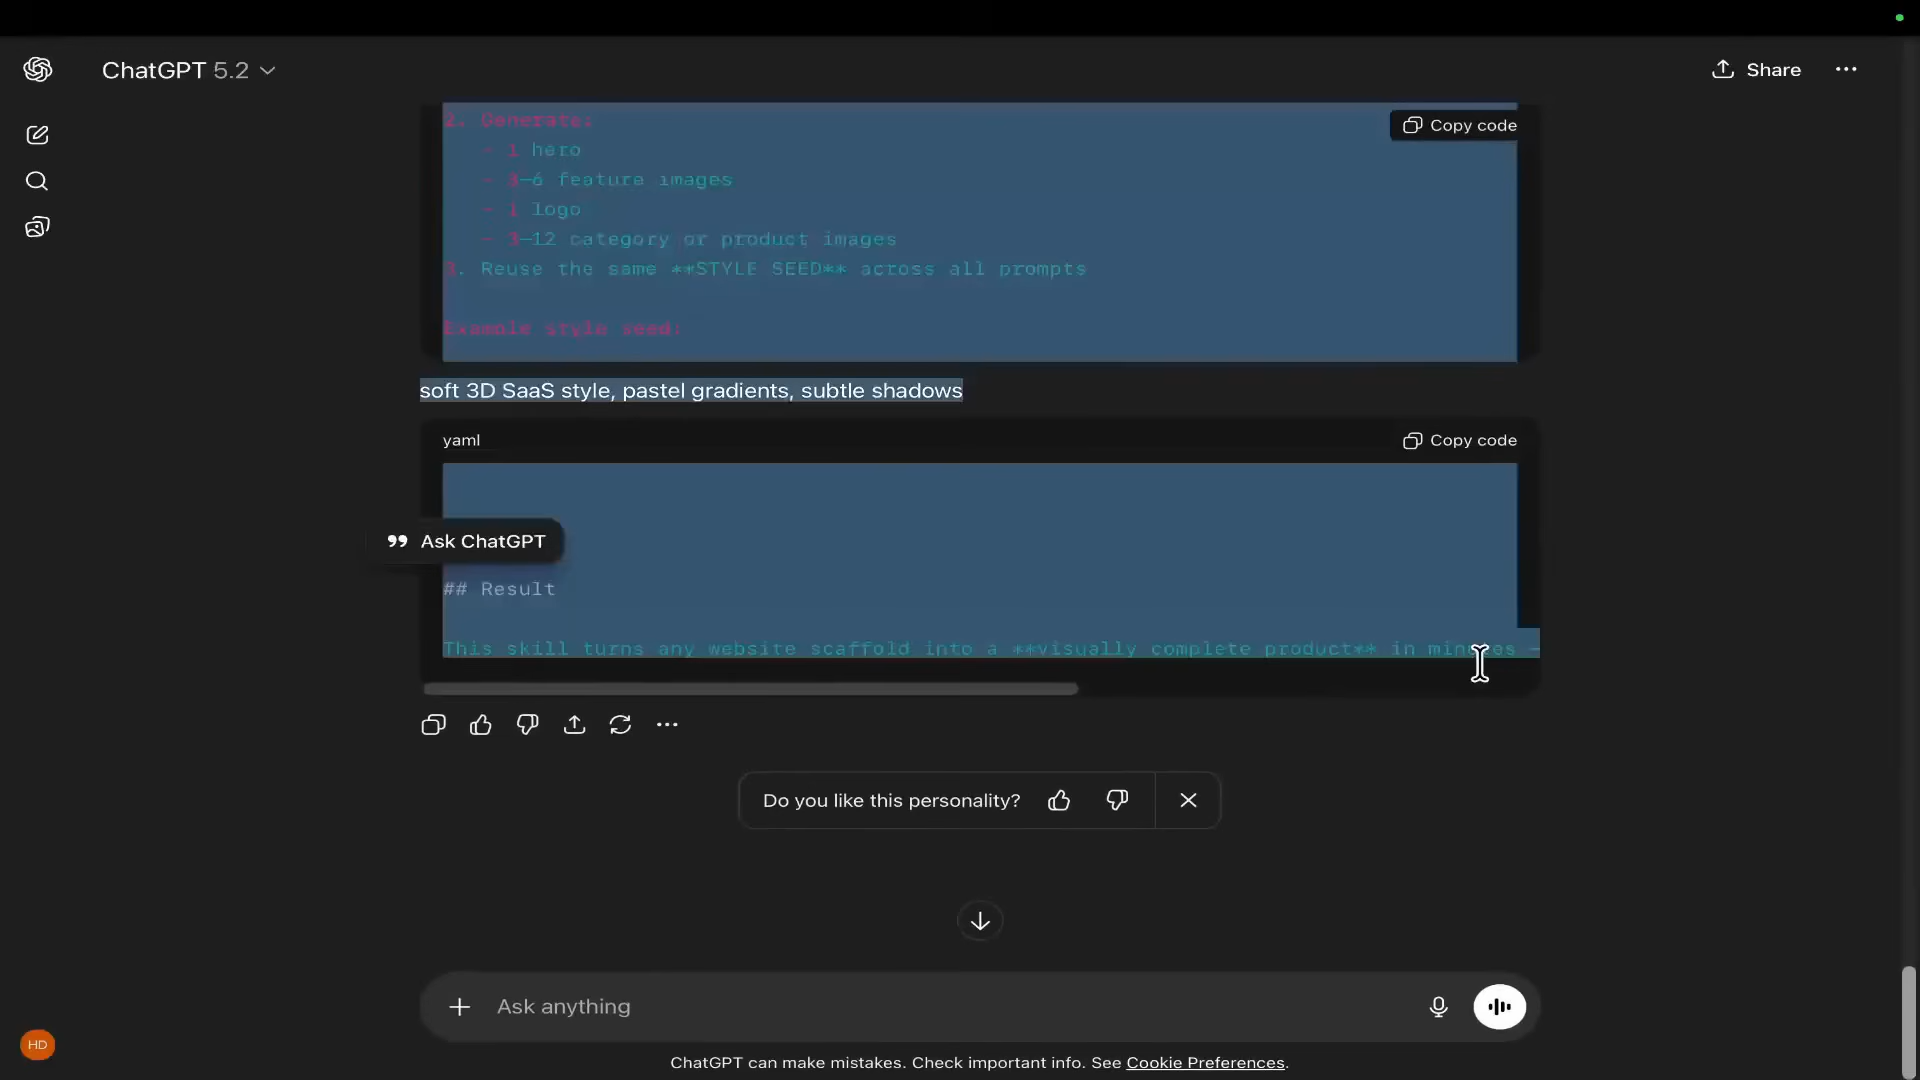 ChatGPT 5.2
Share
2. Generate:
- 1 hero
- 3–6 feature images
- 1 logo
- 3–12 category or product images
3. Reuse the same **STYLE SEED** across all prompts
Example style seed:
Copy code
soft 3D SaaS style, pastel gradients, subtle shadows
yaml
Copy code
Ask ChatGPT
## Result
This skill turns any website scaffold into a **visually complete product** in minutes —
Do you like this personality?
Ask anything
HD
ChatGPT can make mistakes. Check important info. See Cookie Preferences.